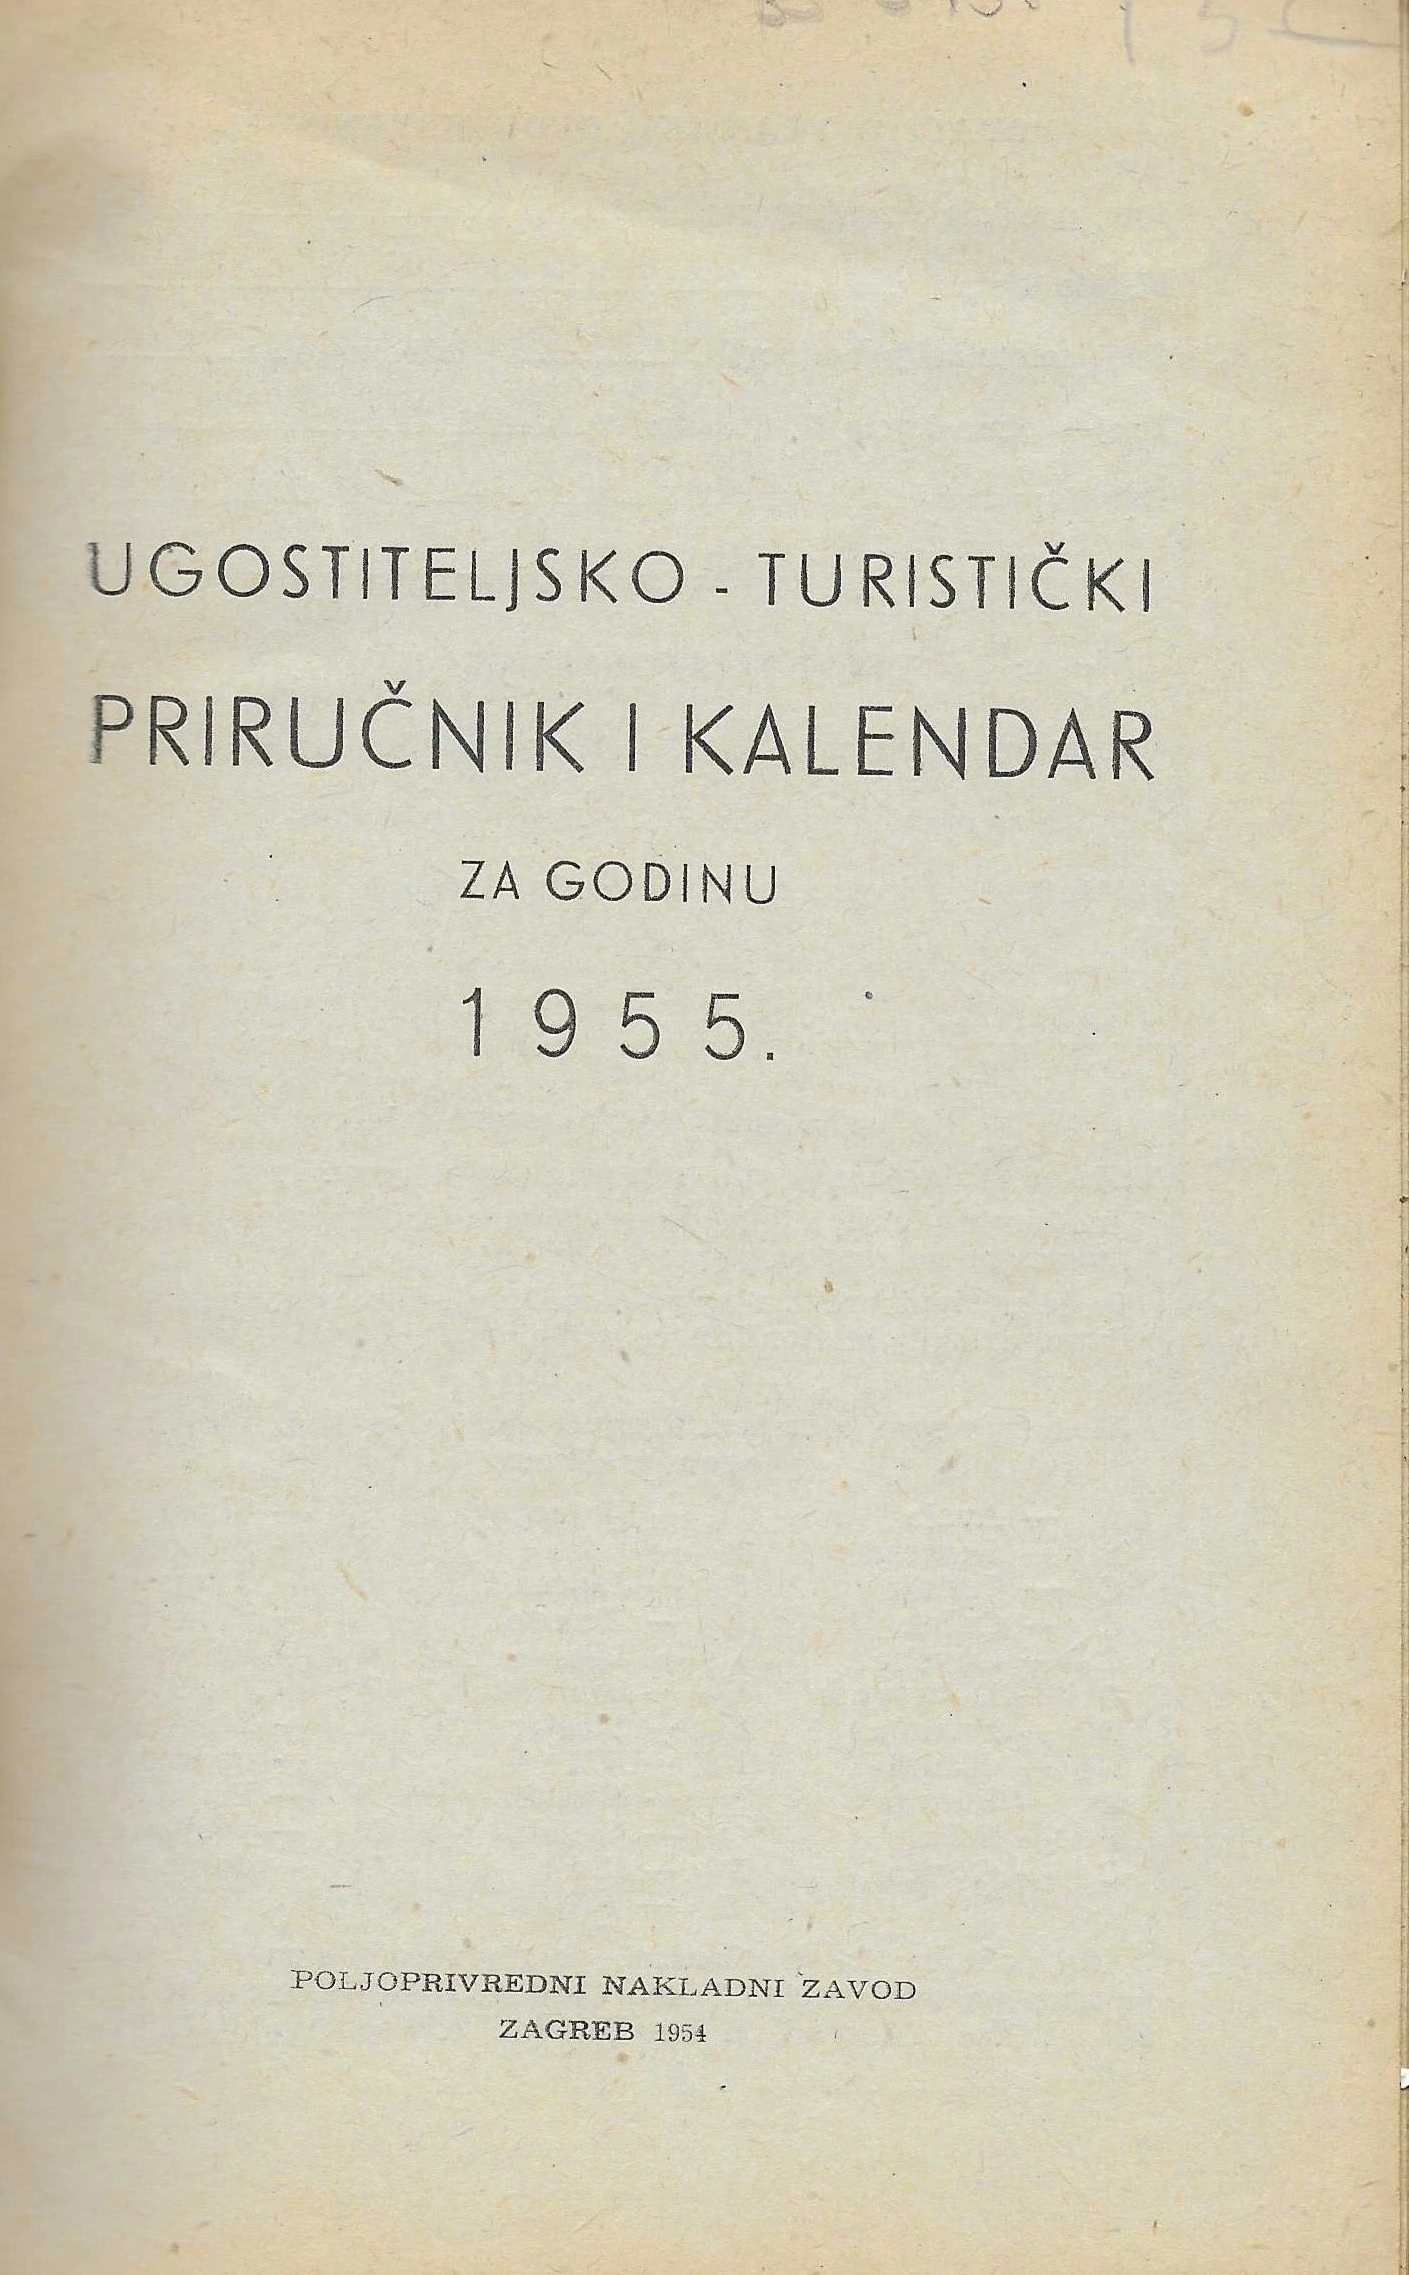 UGOSTITELJSKO - TURISTIČKI
PRIRUČNIK I KALENDAR
ZA GODINU
1955.
POLJOPRIVREDNI NAKLADNI ZAVOD
ZAGREB 1954